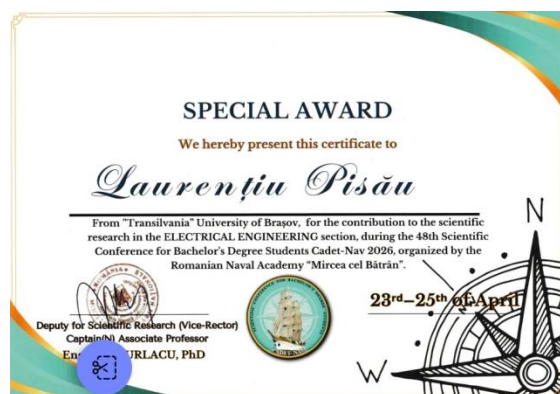 SPECIAL AWARD
We hereby present this certificate to
Laurențiu Pisău
From "Transilvania" University of Brașov, for the contribution to the scientific
research in the ELECTRICAL ENGINEERING section, during the 48th Scientific
Conference for Bachelor's Degree Students Cadet-Nav 2026, organized by the
Romanian Naval Academy "Mircea cel Bătrân".
N
23rd–25th of April
Deputy for Scientific Research (Vice-Rector)
Captain(N) Associate Professor
PhD
W